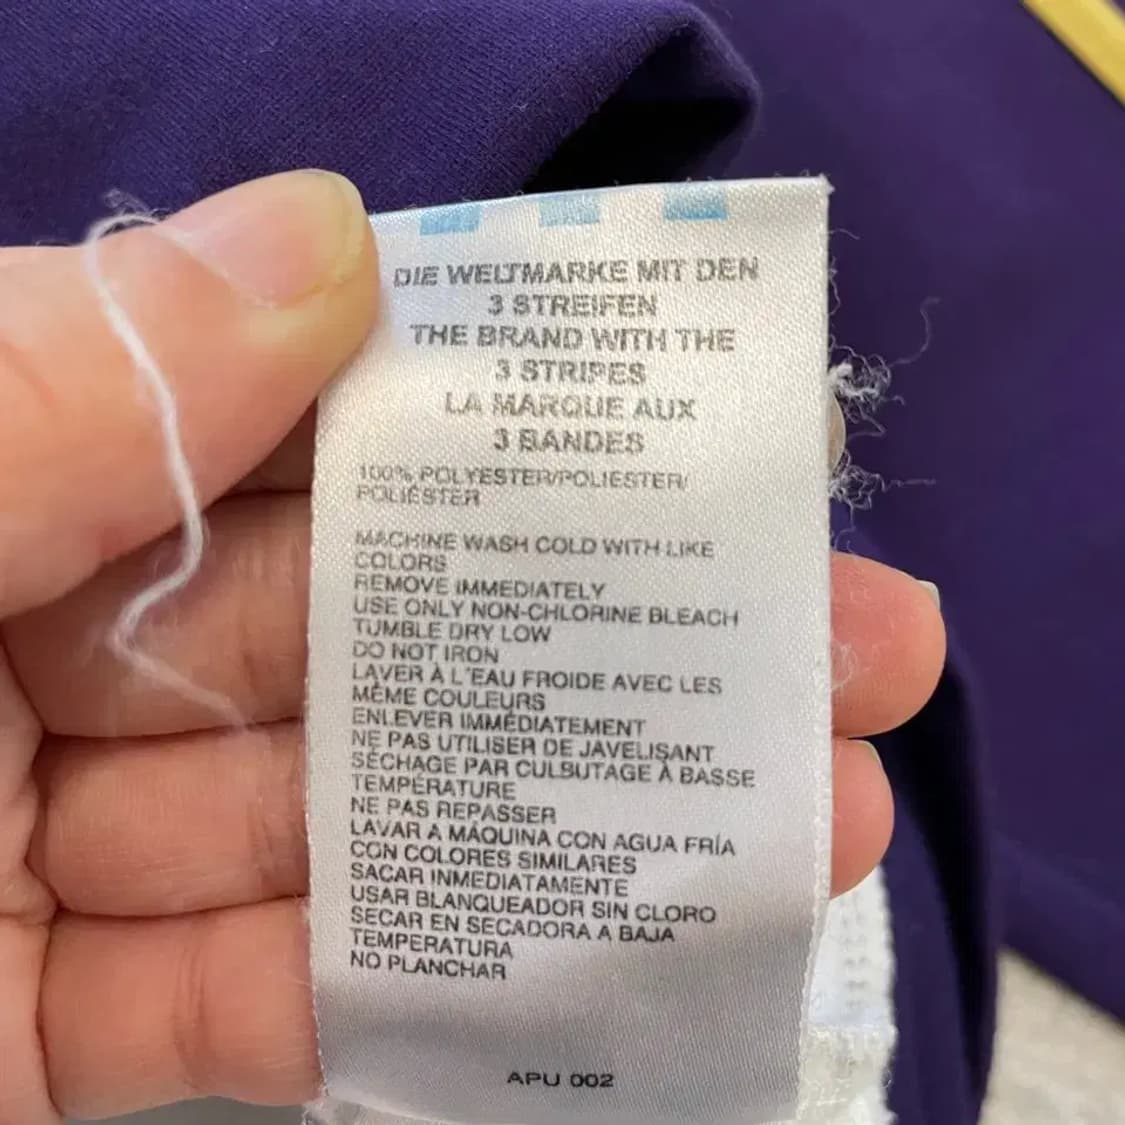 DIE WELTMARKE MIT DEN
3 STREIFEN
THE BRAND WITH THE
3 STRIPES
LA MARQUE AUX
3 BANDES
100% POLYESTER/POLIESTER/
POLIÉSTER
MACHINE WASH COLD WITH LIKE
COLORS
REMOVE IMMEDIATELY
USE ONLY NON-CHLORINE BLEACH
TUMBLE DRY LOW
DO NOT IRON
LAVER À L'EAU FROIDE AVEC LES
MÊME COULEURS
ENLEVER IMMÉDIATEMENT
NE PAS UTILISER DE JAVELISANT
SÉCHAGE PAR CULBUTAGE À BASSE
TEMPÉRATURE
NE PAS REPASSER
LAVAR A MÁQUINA CON AGUA FRÍA
CON COLORES SIMILARES
SACAR INMEDIATAMENTE
USAR BLANQUEADOR SIN CLORO
SECAR EN SECADORA A BAJA
TEMPERATURA
NO PLANCHAR
APU 002